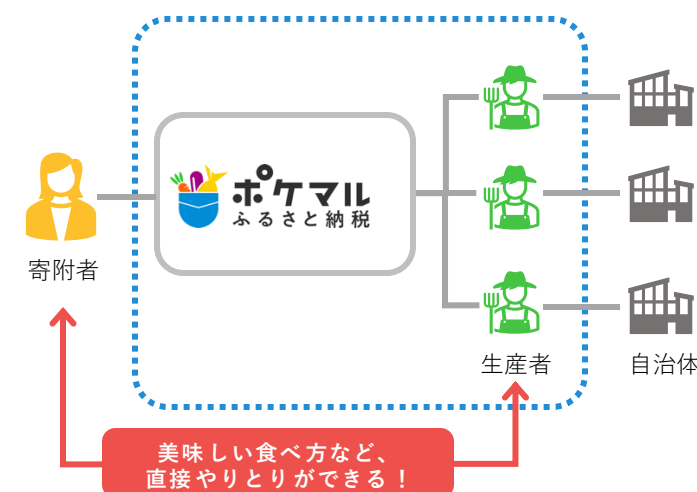 ポケマル
ふるさと納税
寄附者
生産者
自治体
美味しい食べ方など、
直接やりとりができる！